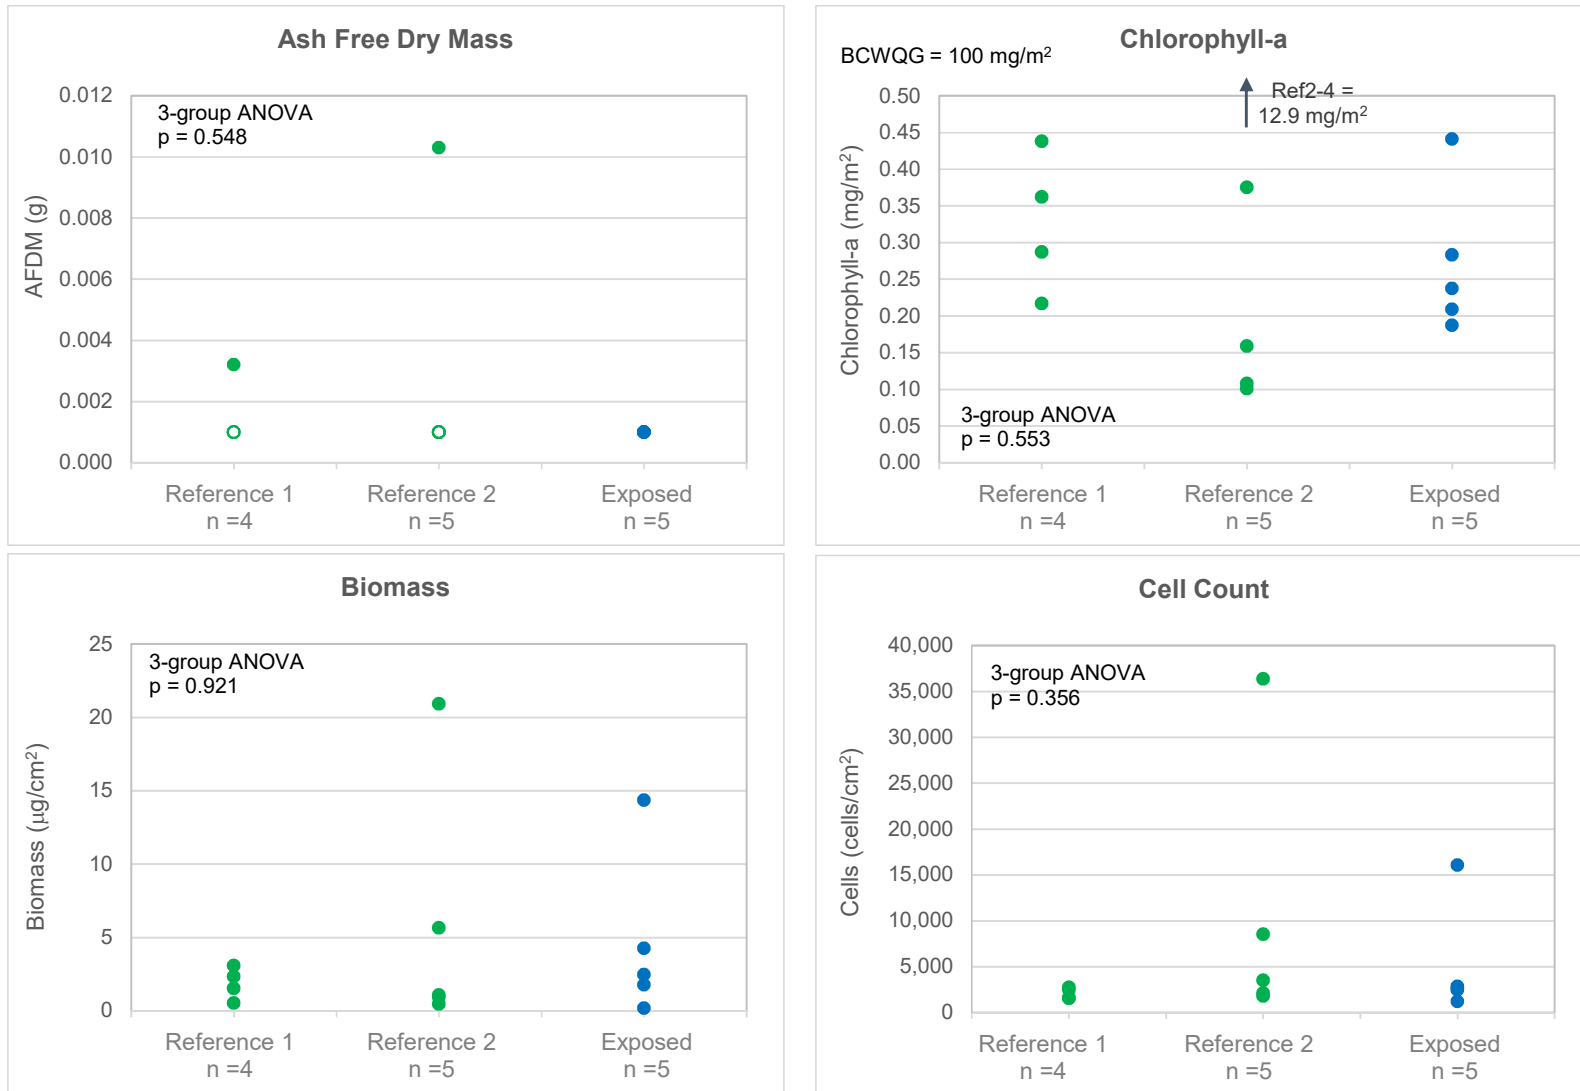 Ash Free Dry Mass
3-group ANOVA
p = 0.548
AFDM (g)
0.012
0.010
0.008
0.006
0.004
0.002
0.000
Reference 1
n =4
Reference 2
n =5
Exposed
n =5
Chlorophyll-a
BCWQG = 100 mg/m²
Ref2-4 =
12.9 mg/m²
Chlorophyll-a (mg/m²)
0.50
0.45
0.40
0.35
0.30
0.25
0.20
0.15
0.10
0.05
0.00
3-group ANOVA
p = 0.553
Reference 1
n =4
Reference 2
n =5
Exposed
n =5
Biomass
3-group ANOVA
p = 0.921
Biomass (µg/cm²)
25
20
15
10
5
0
Reference 1
n =4
Reference 2
n =5
Exposed
n =5
Cell Count
3-group ANOVA
p = 0.356
Cells (cells/cm²)
40,000
35,000
30,000
25,000
20,000
15,000
10,000
5,000
0
Reference 1
n =4
Reference 2
n =5
Exposed
n =5